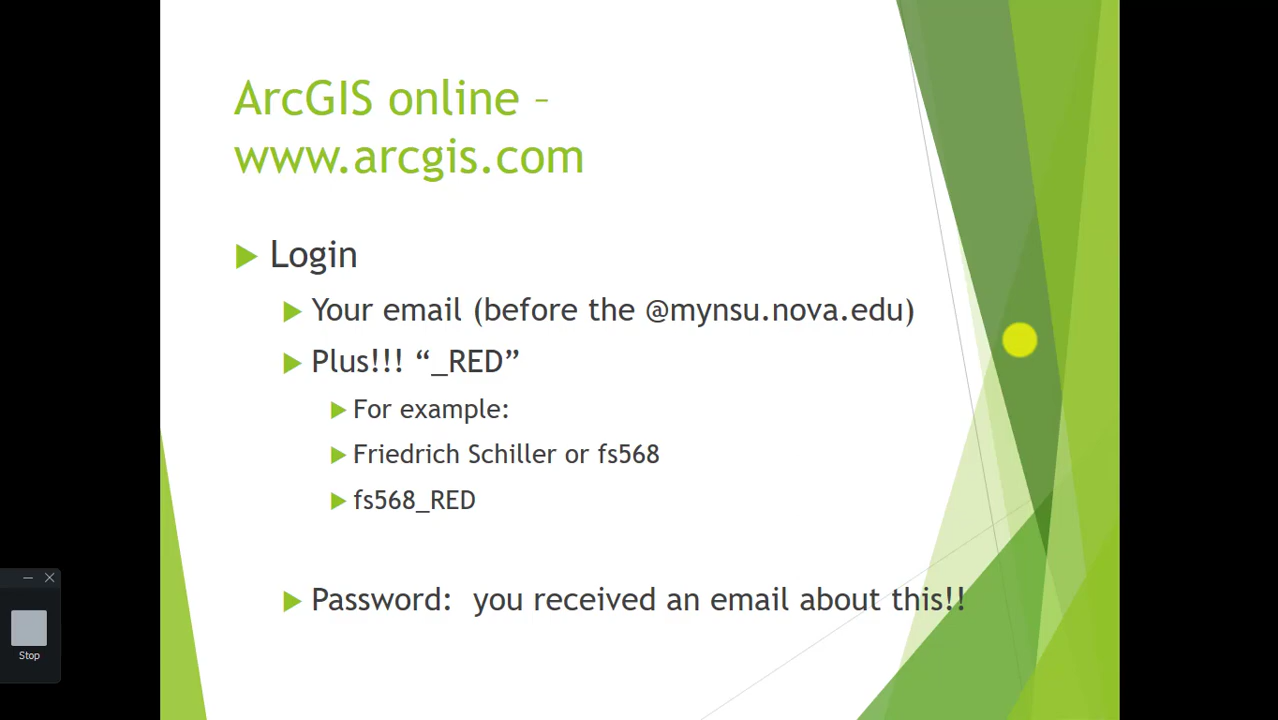 ArcGIS online –
www.arcgis.com
Login
Your email (before the @mynsu.nova.edu)
Plus!!! “_RED”
For example:
Friedrich Schiller or fs568
fs568_RED
Password:  you received an email about this!!
Stop